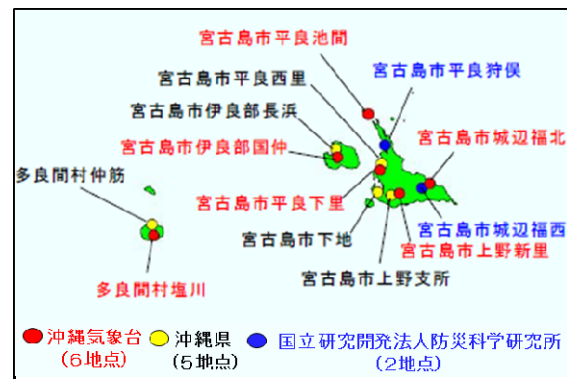 宮古島市平良池間
宮古島市平良西里
宮古島市平良狩俣
宮古島市伊良部長浜
宮古島市伊良部国仲
宮古島市城辺福北
多良間村仲筋
宮古島市平良下里
宮古島市下地
宮古島市城辺福西
宮古島市上野新里
宮古島市上野支所
多良間村塩川
沖縄気象台
(6地点)
沖縄県
(5地点)
国立研究開発法人防災科学研究所
(2地点)